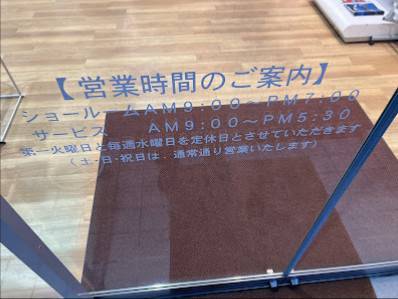 【営業時間のご案内】
ショールームAM9:00〜PM7:00
サービス AM9:00〜PM5:30
第一火曜日と毎週水曜日を定休日とさせていただきます
(土・日・祝日は、通常通り営業いたします)